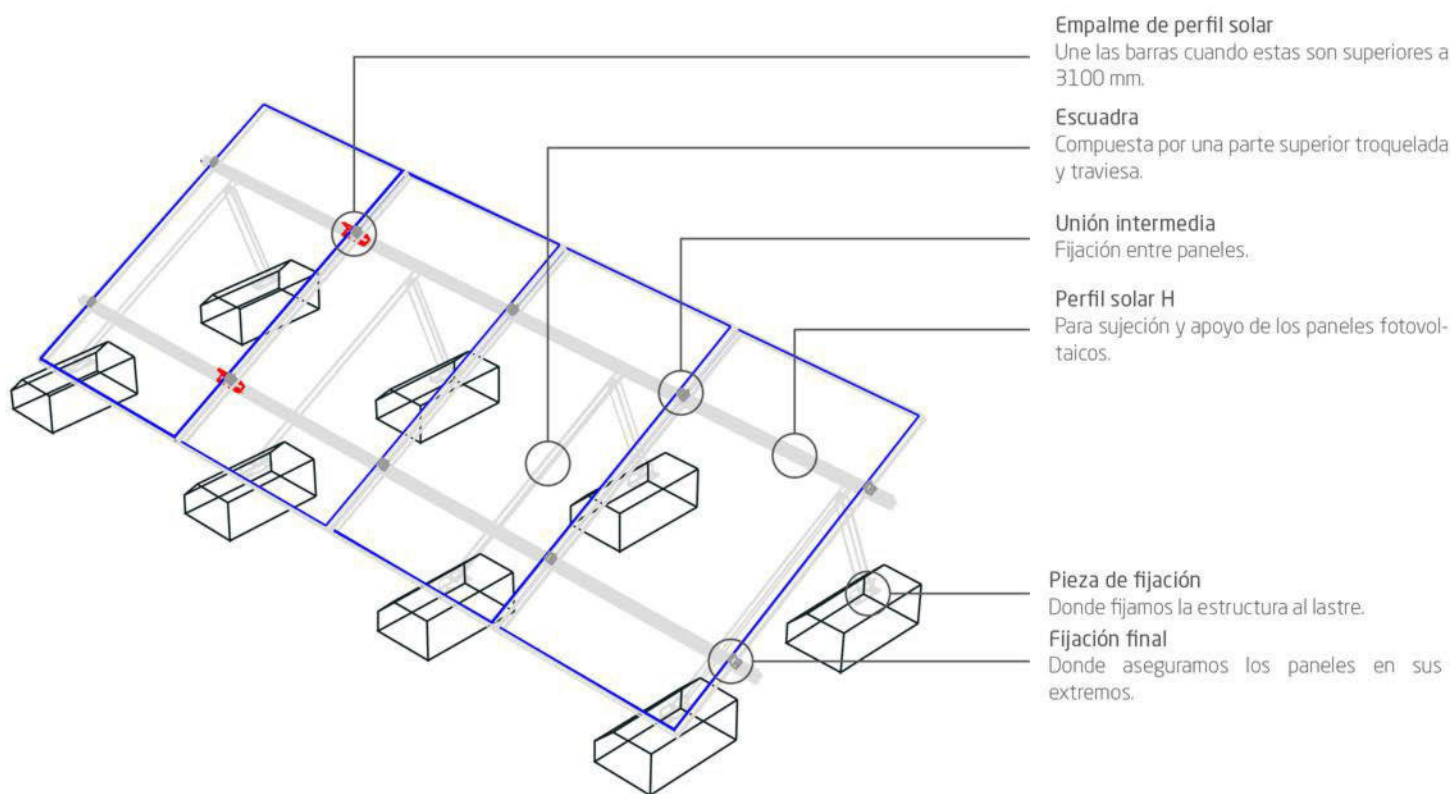 Empalme de perfil solar
Une las barras cuando estas son superiores a
3100 mm.
Escuadra
Compuesta por una parte superior troquelada
y traviesa.
Unión intermedia
Fijación entre paneles.
Perfil solar H
Para sujeción y apoyo de los paneles fotovol-
taicos.
Pieza de fijación
Donde fijamos la estructura al lastre.
Fijación final
Donde aseguramos los paneles en sus
extremos.